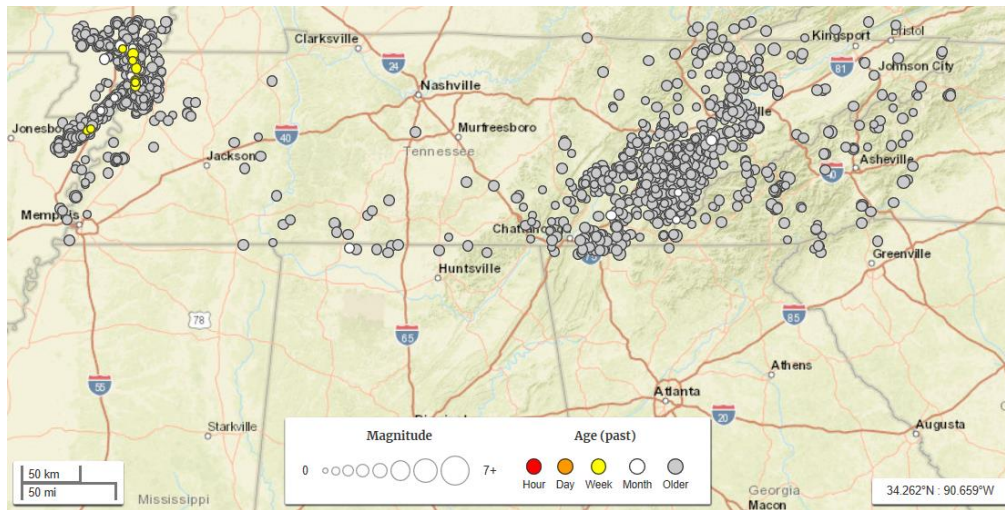 Clarksville
Kingsport
Bristol
24
81
Johnson City
Nashville
Murfreesboro
Tennessee
40
Jackson
Asheville
Memphis
Huntsville
Greenville
78
65
85
55
Athens
Atlanta
20
Augusta
Starkville
Mississippi
Georgia
Macon
Magnitude
0
7+
Age (past)
Hour
Day
Week
Month
Older
50 km
50 mi
34.262°N : 90.659°W